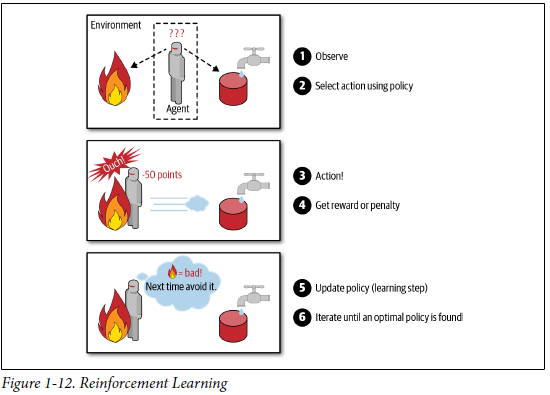 Environment
? ? ?
Agent
1 Observe
2 Select action using policy
Ouch!
-50 points
3 Action!
4 Get reward or penalty
= bad!
Next time avoid it.
5 Update policy (learning step)
6 Iterate until an optimal policy is found!
Figure 1-12. Reinforcement Learning